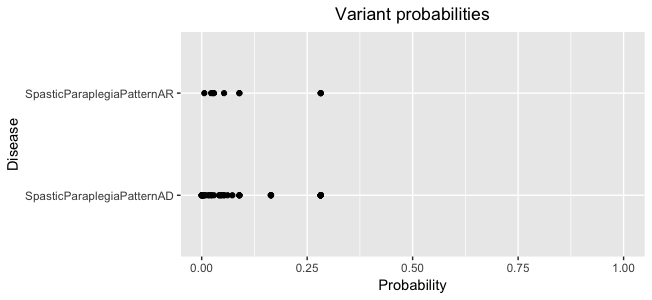 Variant probabilities
Disease
SpasticParaplegiaPatternAR
SpasticParaplegiaPatternAD
0.00 0.25 0.50 0.75 1.00
Probability